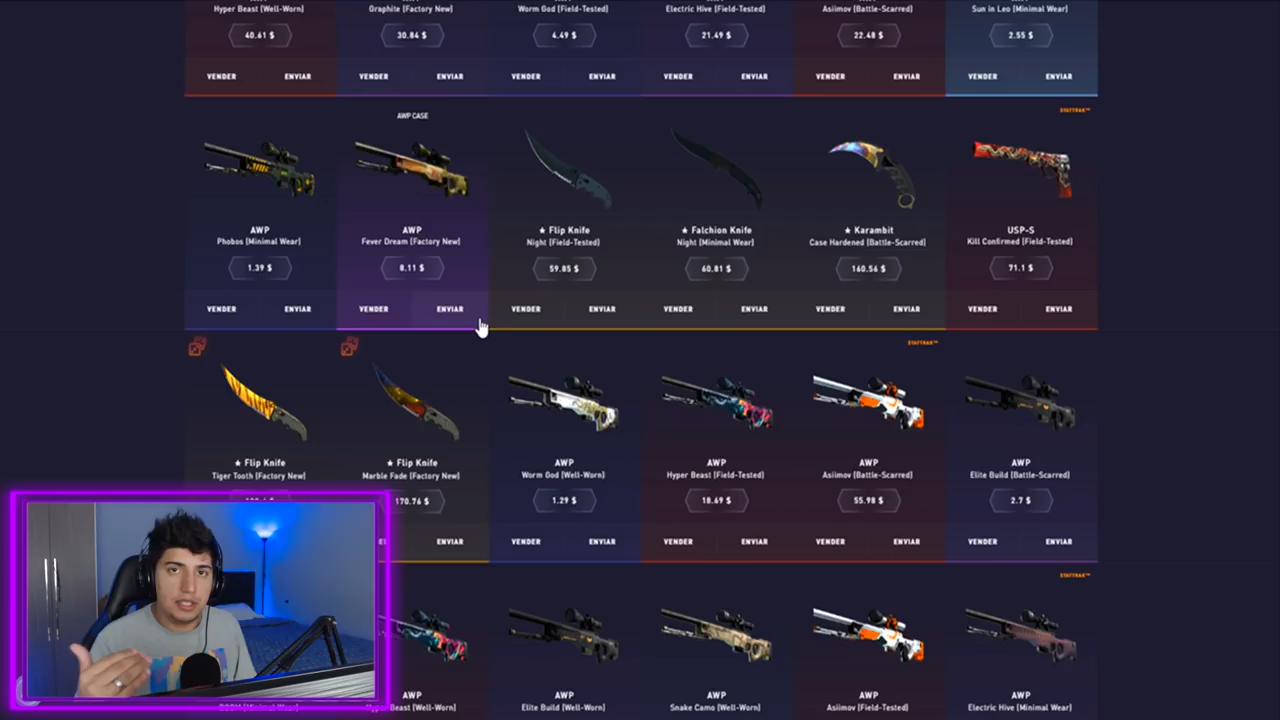 Hyper Beast (Well-Worn)
Graphite (Factory New)
Worm God (Field-Tested)
Electric Hive (Field-Tested)
Asiimov (Battle-Scarred)
Sun in Leo (Minimal Wear)
40.61 $
30.84 $
4.49 $
21.49 $
22.48 $
2.55 $
VENDER ENVIAR
VENDER ENVIAR
VENDER ENVIAR
VENDER ENVIAR
VENDER ENVIAR
VENDER ENVIAR
AWP CASE
STATTRAK™
AWP
Phobos (Minimal Wear)
1.39 $
VENDER ENVIAR
AWP
Fever Dream (Factory New)
8.11 $
VENDER ENVIAR
★ Flip Knife
Night (Field-Tested)
59.85 $
VENDER ENVIAR
★ Falchion Knife
Night (Minimal Wear)
60.81 $
VENDER ENVIAR
★ Karambit
Case Hardened (Battle-Scarred)
160.56 $
VENDER ENVIAR
USP-S
Kill Confirmed (Field-Tested)
71.1 $
VENDER ENVIAR
STATTRAK™
★ Flip Knife
Tiger Tooth (Factory New)
★ Flip Knife
Marble Fade (Factory New)
170.76 $
ENVIAR
AWP
Worm God (Well-Worn)
1.29 $
VENDER ENVIAR
AWP
Hyper Beast (Field-Tested)
18.69 $
VENDER ENVIAR
AWP
Asiimov (Battle-Scarred)
55.98 $
VENDER ENVIAR
AWP
Elite Build (Battle-Scarred)
2.7 $
VENDER ENVIAR
STATTRAK™
AWP
Hyper Beast (Well-Worn)
AWP
Elite Build (Well-Worn)
AWP
Snake Camo (Well-Worn)
AWP
Asiimov (Field-Tested)
AWP
Electric Hive (Minimal Wear)